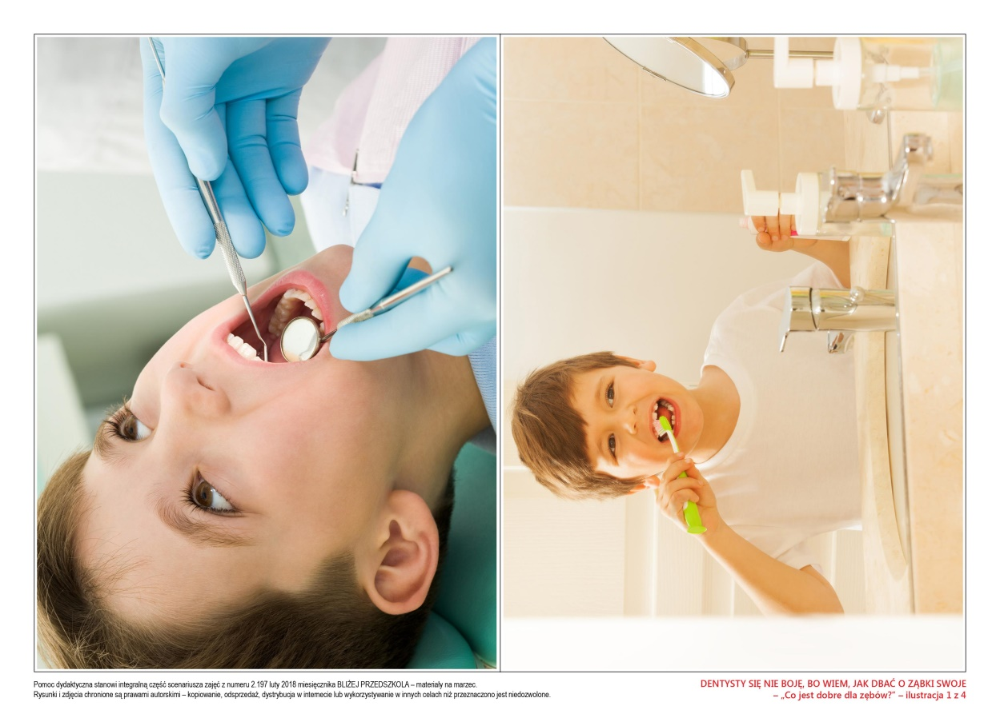 Pomoc dydaktyczna stanowi integralną część scenariusza zajęć z numeru 2.197 luty 2018 miesięcznika BLIŻEJ PRZEDSZKOLA – materiały na marzec.
Rysunki i zdjęcia chronione są prawami autorskimi – kopiowanie, odsprzedaż, dystrybucja w internecie lub wykorzystywanie w innych celach niż przeznaczono jest niedozwolone.
DENTYSTY SIĘ NIE BOJĘ, BO WIEM, JAK DBAĆ O ZĄBKI SWOJE
– „Co jest dobre dla zębów?” – ilustracja 1 z 4